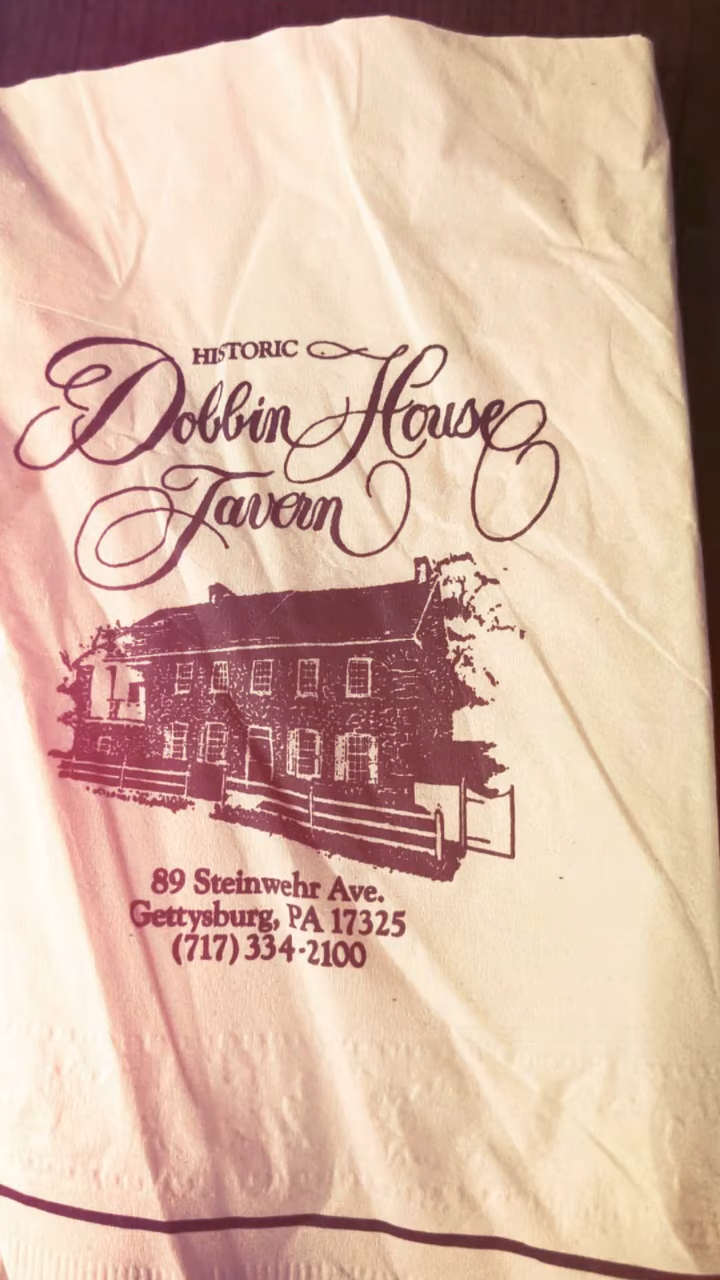 HISTORIC
Dobbin House
Tavern
89 Steinwehr Ave.
Gettysburg, PA 17325
(717) 334-2100